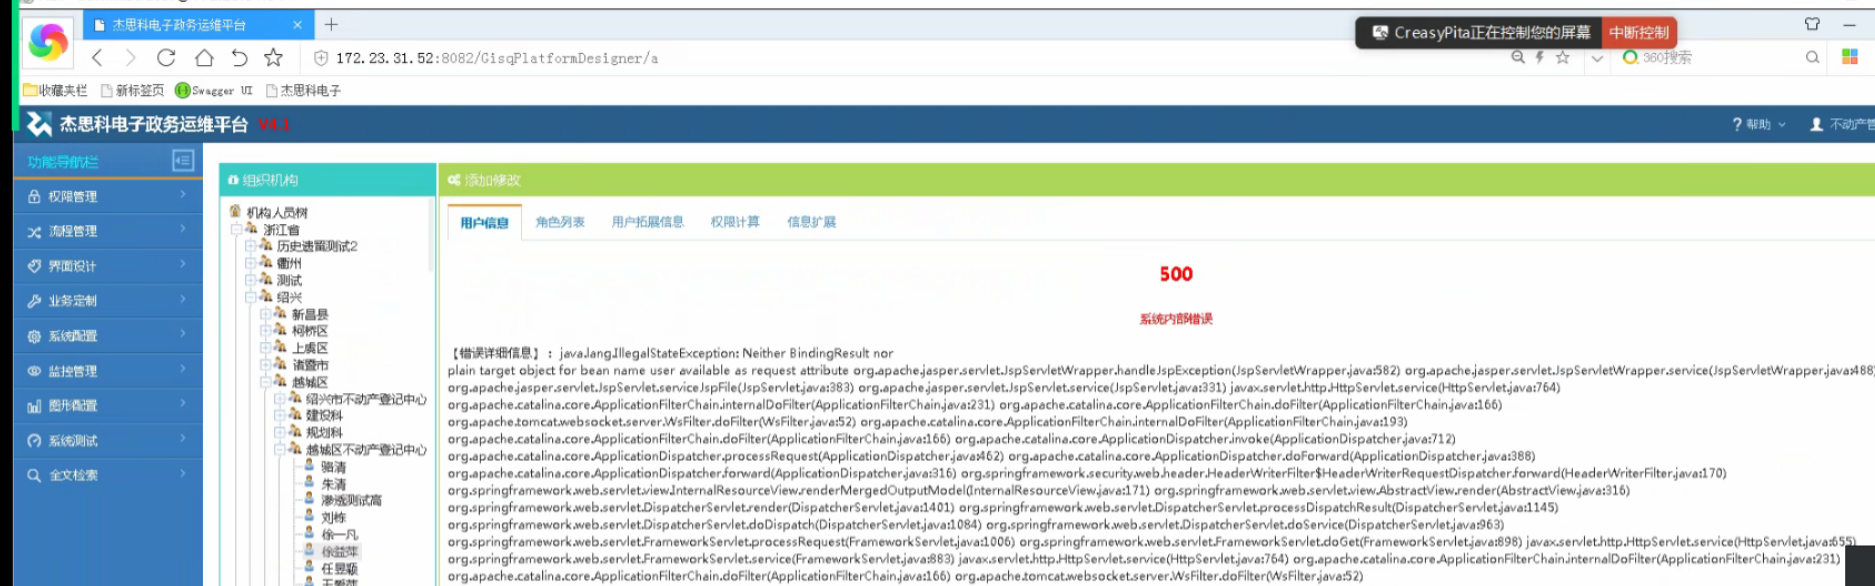 杰思科电子政务运维平台
CreasyPita正在控制您的屏幕 中断控制
172.23.31.52:8082/GisqPlatformDesigner/a
360搜索
收藏夹栏 新标签页 Swagger UI 杰思科电子
杰思科电子政务运维平台 V4.1
帮助
功能导航栏
权限管理
流程管理
界面设计
业务定制
系统配置
监控管理
图形配置
系统测试
全文检索
组织机构
机构人员树
浙江省
历史遗留测试2
衢州
测试
绍兴
新昌县
柯桥区
上虞区
诸暨市
越城区
绍兴市不动产登记中心
建设科
规划科
越城区不动产登记中心
骆清
朱清
渗透测试高
刘栋
徐一凡
徐益萍
任昱颖
添加修改
用户信息 角色列表 用户拓展信息 权限计算 信息扩展
500
系统内部错误
【错误详细信息】 : java.lang.IllegalStateException: Neither BindingResult nor
plain target object for bean name user available as request attribute org.apache.jasper.servlet.JspServletWrapper.handleJspException(JspServletWrapper.java:582) org.apache.jasper.servlet.JspServletWrapper.service(JspServletWrapper.java:488)
org.apache.jasper.servlet.JspServlet.serviceJspFile(JspServlet.java:383) org.apache.jasper.servlet.JspServlet.service(JspServlet.java:331) javax.servlet.http.HttpServlet.service(HttpServlet.java:764)
org.apache.catalina.core.ApplicationFilterChain.internalDoFilter(ApplicationFilterChain.java:231) org.apache.catalina.core.ApplicationFilterChain.doFilter(ApplicationFilterChain.java:166)
org.apache.tomcat.websocket.server.WsFilter.doFilter(WsFilter.java:52) org.apache.catalina.core.ApplicationFilterChain.internalDoFilter(ApplicationFilterChain.java:193)
org.apache.catalina.core.ApplicationFilterChain.doFilter(ApplicationFilterChain.java:166) org.apache.catalina.core.ApplicationDispatcher.invoke(ApplicationDispatcher.java:712)
org.apache.catalina.core.ApplicationDispatcher.processRequest(ApplicationDispatcher.java:462) org.apache.catalina.core.ApplicationDispatcher.doForward(ApplicationDispatcher.java:388)
org.apache.catalina.core.ApplicationDispatcher.forward(ApplicationDispatcher.java:316) org.springframework.security.web.header.HeaderWriterFilter$HeaderWriterRequestDispatcher.forward(HeaderWriterFilter.java:170)
org.springframework.web.servlet.view.InternalResourceView.renderMergedOutputModel(InternalResourceView.java:171) org.springframework.web.servlet.view.AbstractView.render(AbstractView.java:316)
org.springframework.web.servlet.DispatcherServlet.render(DispatcherServlet.java:1401) org.springframework.web.servlet.DispatcherServlet.processDispatchResult(DispatcherServlet.java:1145)
org.springframework.web.servlet.DispatcherServlet.doDispatch(DispatcherServlet.java:1084) org.springframework.web.servlet.DispatcherServlet.doService(DispatcherServlet.java:963)
org.springframework.web.servlet.FrameworkServlet.processRequest(FrameworkServlet.java:1006) org.springframework.web.servlet.FrameworkServlet.doGet(FrameworkServlet.java:898) javax.servlet.http.HttpServlet.service(HttpServlet.java:655)
org.springframework.web.servlet.FrameworkServlet.service(FrameworkServlet.java:883) javax.servlet.http.HttpServlet.service(HttpServlet.java:764) org.apache.catalina.core.ApplicationFilterChain.internalDoFilter(ApplicationFilterChain.java:231)
org.apache.catalina.core.ApplicationFilterChain.doFilter(ApplicationFilterChain.java:166) org.apache.tomcat.websocket.server.WsFilter.doFilter(WsFilter.java:52)